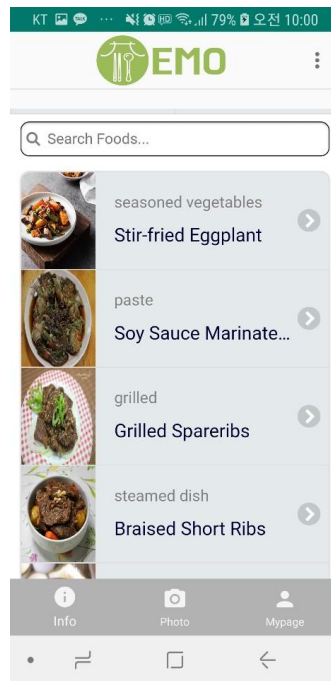 KT ... 79% 오전 10:00
EMO
Search Foods...
seasoned vegetables
Stir-fried Eggplant
paste
Soy Sauce Marinate...
grilled
Grilled Spareribs
steamed dish
Braised Short Ribs
Info
Photo
Mypage